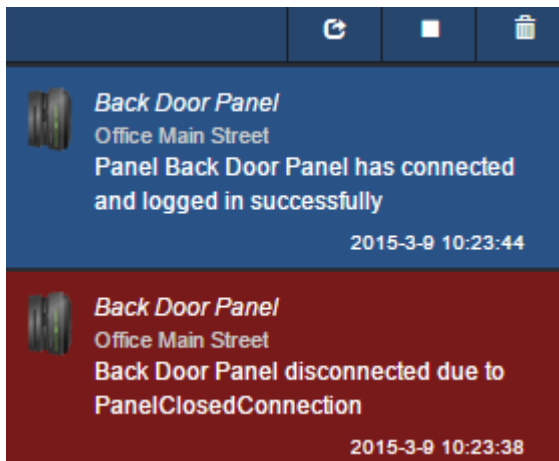 Back Door Panel
Office Main Street
Panel Back Door Panel has connected
and logged in successfully
2015-3-9 10:23:44
Back Door Panel
Office Main Street
Back Door Panel disconnected due to
PanelClosedConnection
2015-3-9 10:23:38